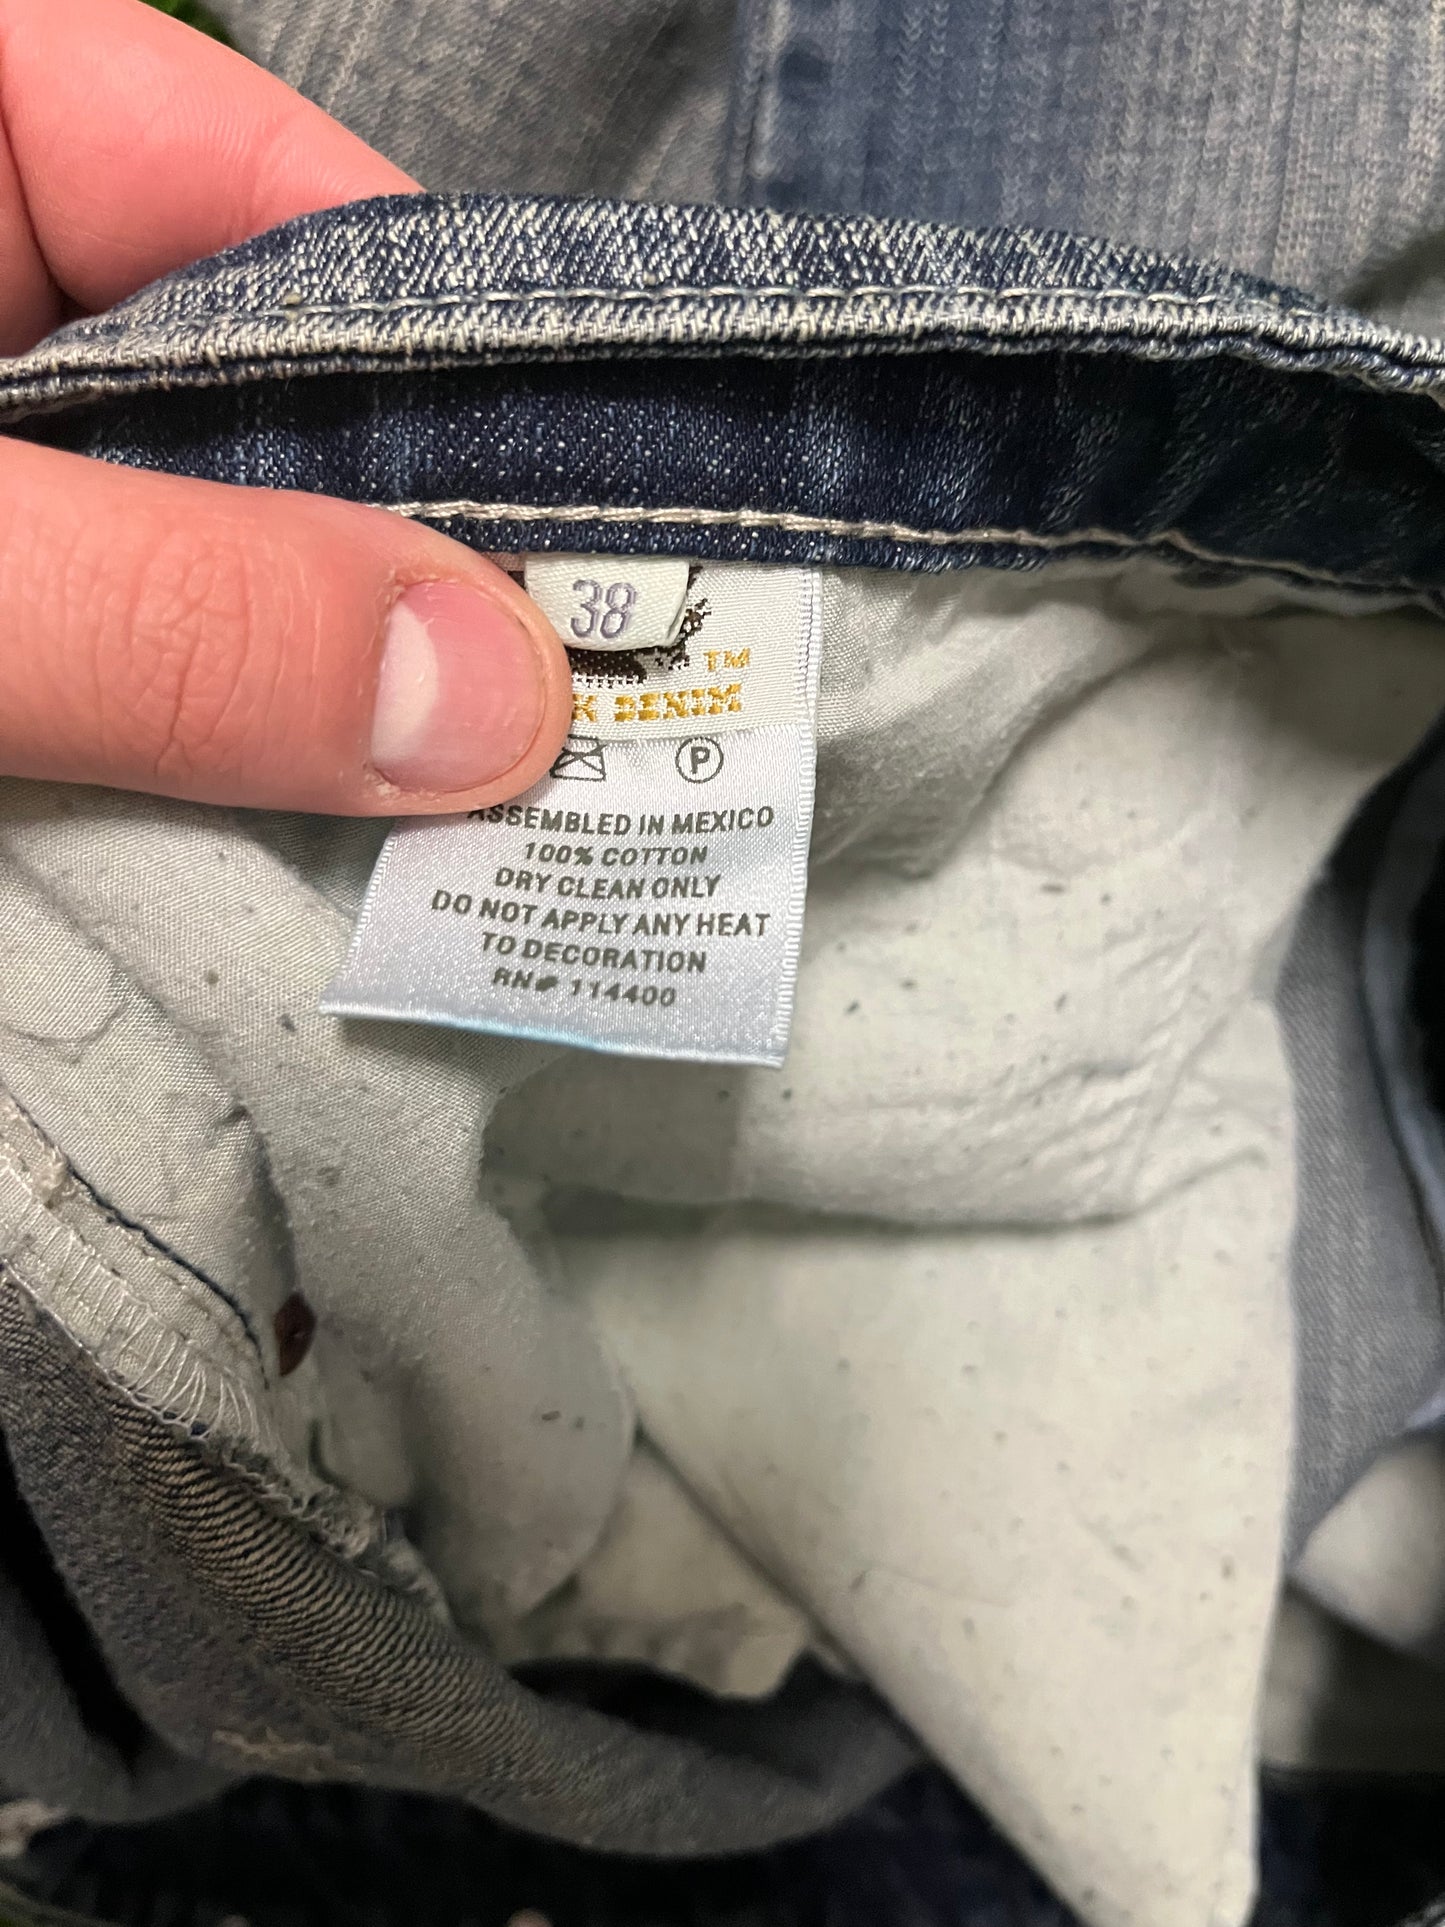 38
TM
DENIM
P
ASSEMBLED IN MEXICO
100% COTTON
DRY CLEAN ONLY
DO NOT APPLY ANY HEAT
TO DECORATION
RN# 114400